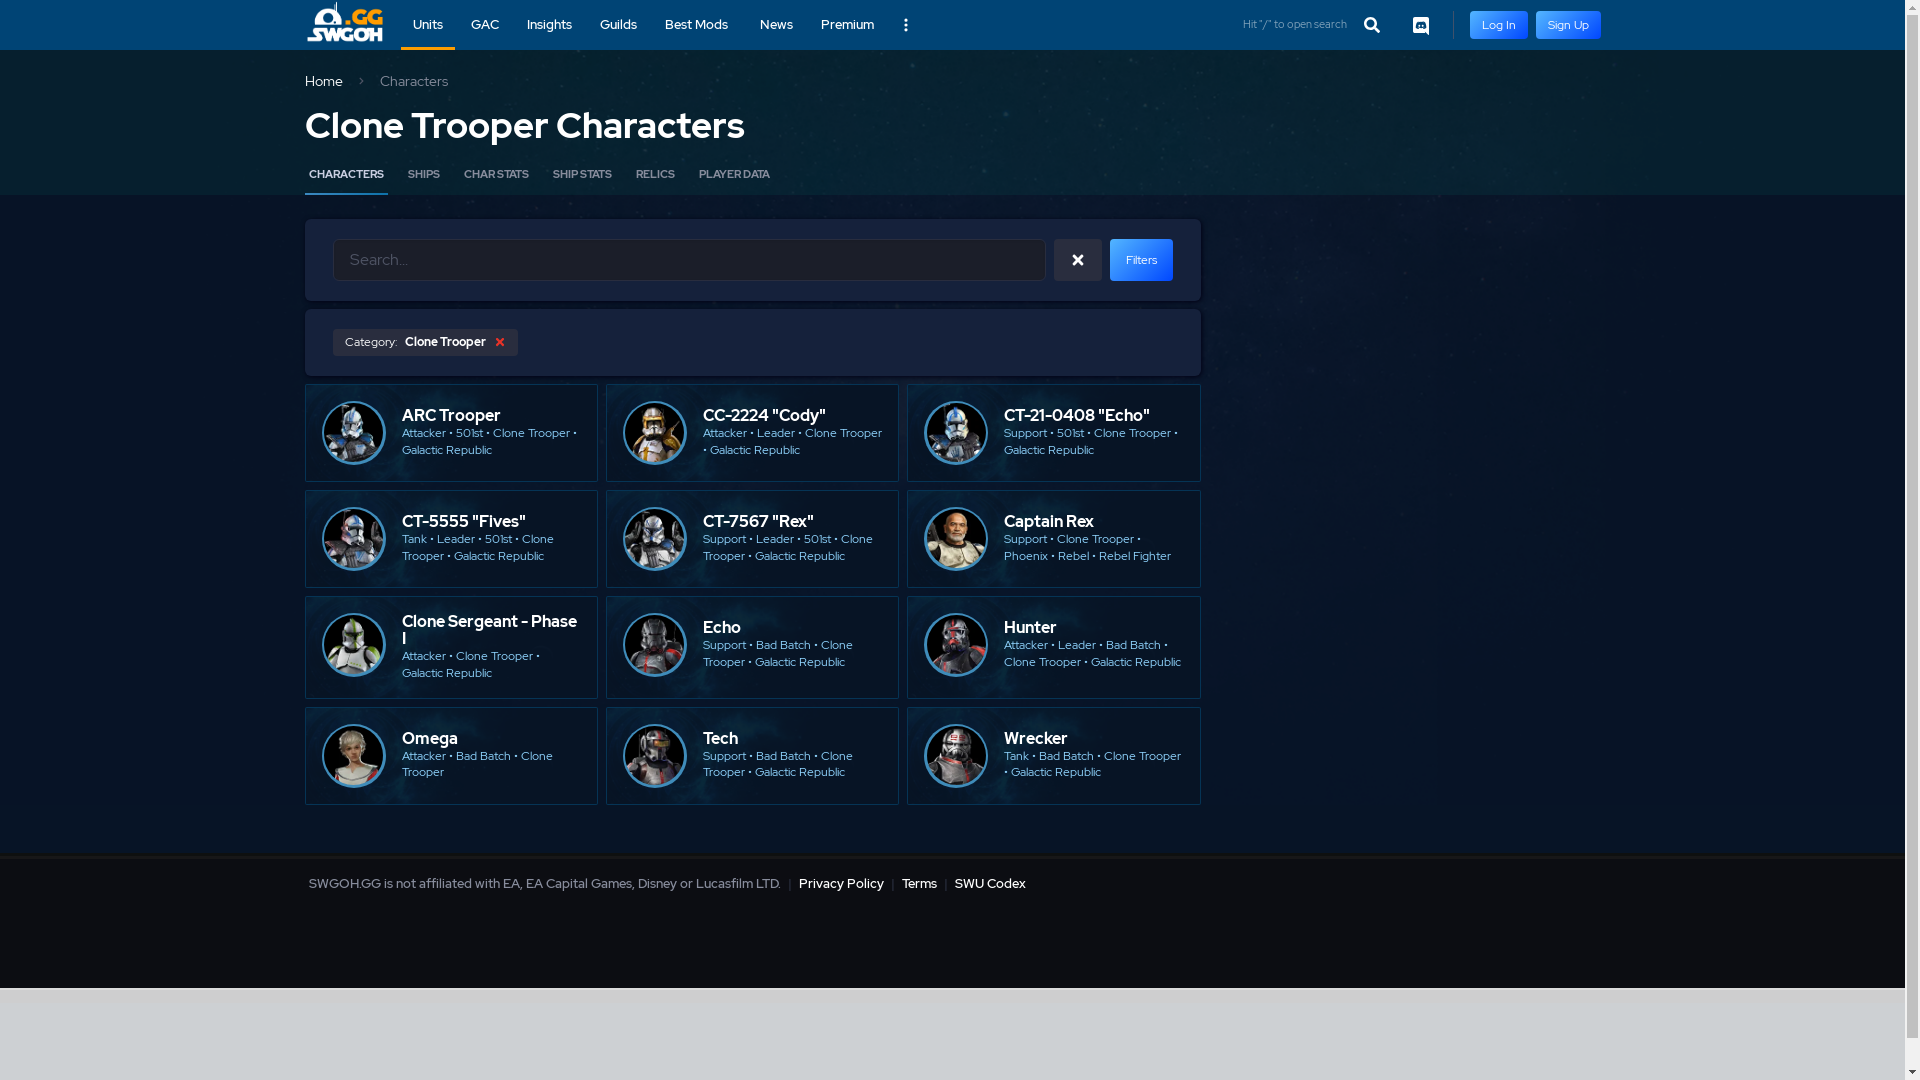 .GG
SWGOH
Units
GAC
Insights
Guilds
Best Mods
News
Premium
Hit "/" to open search
Log In
Sign Up
Home
Characters
Clone Trooper Characters
CHARACTERS
SHIPS
CHAR STATS
SHIP STATS
RELICS
PLAYER DATA
Search...
Filters
Category: Clone Trooper
ARC Trooper
Attacker • 501st • Clone Trooper •
Galactic Republic
CC-2224 "Cody"
Attacker • Leader • Clone Trooper
• Galactic Republic
CT-21-0408 "Echo"
Support • 501st • Clone Trooper •
Galactic Republic
CT-5555 "Fives"
Tank • Leader • 501st • Clone
Trooper • Galactic Republic
CT-7567 "Rex"
Support • Leader • 501st • Clone
Trooper • Galactic Republic
Captain Rex
Support • Clone Trooper •
Phoenix • Rebel • Rebel Fighter
Clone Sergeant - Phase
I
Attacker • Clone Trooper •
Galactic Republic
Echo
Support • Bad Batch • Clone
Trooper • Galactic Republic
Hunter
Attacker • Leader • Bad Batch •
Clone Trooper • Galactic Republic
Omega
Attacker • Bad Batch • Clone
Trooper
Tech
Support • Bad Batch • Clone
Trooper • Galactic Republic
Wrecker
Tank • Bad Batch • Clone Trooper
• Galactic Republic
SWGOH.GG is not affiliated with EA, EA Capital Games, Disney or Lucasfilm LTD. | Privacy Policy | Terms | SWU Codex